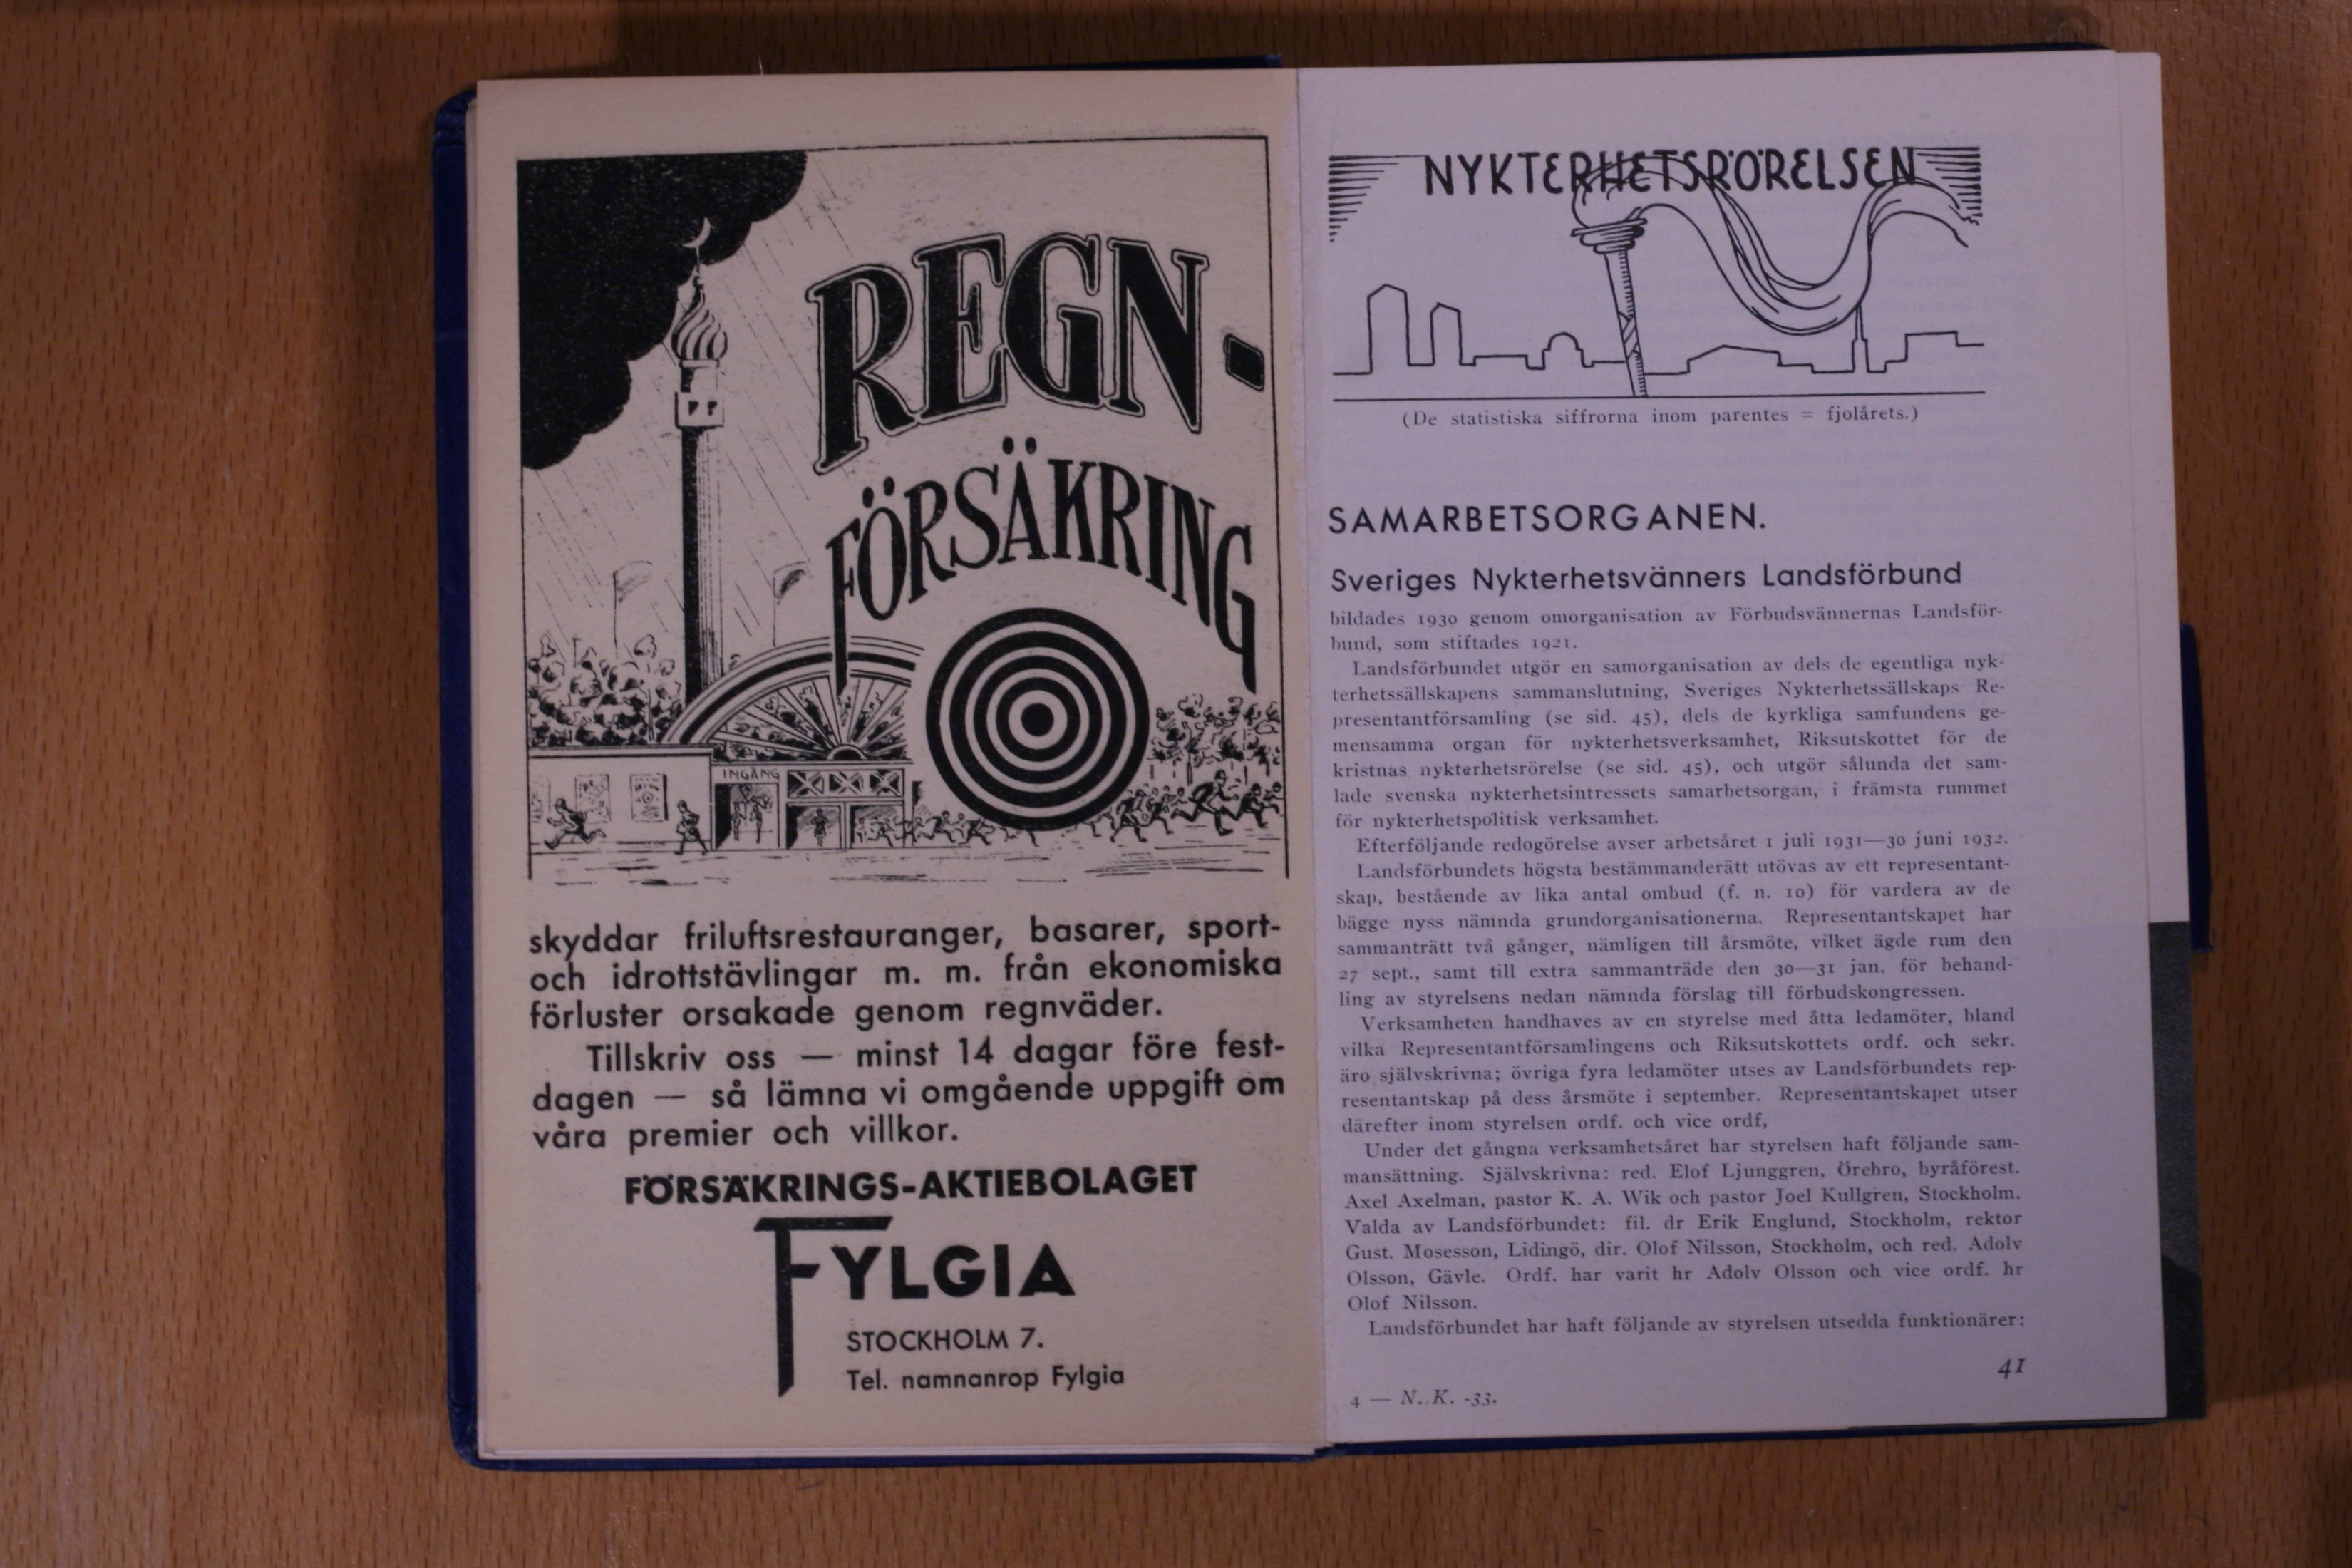 REGN-
FÖRSÄKRING
INGÅNG
skyddar friluftsrestauranger, basarer, sport-
och idrottstävlingar m. m. från ekonomiska
förluster orsakade genom regnväder.
Tillskriv oss — minst 14 dagar före fest-
dagen — så lämna vi omgående uppgift om
våra premier och villkor.
FÖRSÄKRINGS-AKTIEBOLAGET
FYLGIA
STOCKHOLM 7.
Tel. namnanrop Fylgia
NYKTERHETSRÖRELSEN
(De statistiska siffrorna inom parentes = fjolårets.)
SAMARBETSORGANEN.
Sveriges Nykterhetsvänners Landsförbund
bildades 1930 genom omorganisation av Förbudsvännernas Landsför-
bund, som stiftades 1921.
Landsförbundet utgör en samorganisation av dels de egentliga nyk-
terhetssällskapens sammanslutning, Sveriges Nykterhetssällskaps Re-
presentantförsamling (se sid. 45), dels de kyrkliga samfundens ge-
mensamma organ för nykterhetsverksamhet, Riksutskottet för de
kristnas nykterhetsrörelse (se sid. 45), och utgör sålunda det sam-
lade svenska nykterhetsintressets samarbetsorgan, i främsta rummet
för nykterhetspolitisk verksamhet.
Efterföljande redogörelse avser arbetsåret 1 juli 1931—30 juni 1932.
Landsförbundets högsta bestämmanderätt utövas av ett representant-
skap, bestående av lika antal ombud (f. n. 10) för vardera av de
bägge nyss nämnda grundorganisationerna. Representantskapet har
sammanträtt två gånger, nämligen till årsmöte, vilket ägde rum den
27 sept., samt till extra sammanträde den 30—31 jan. för behand-
ling av styrelsens nedan nämnda förslag till förbudskongressen.
Verksamheten handhaves av en styrelse med åtta ledamöter, bland
vilka Representantförsamlingens och Riksutskottets ordf. och sekr.
äro självskrivna; övriga fyra ledamöter utses av Landsförbundets rep-
resentantskap på dess årsmöte i september. Representantskapet utser
därefter inom styrelsen ordf. och vice ordf,
Under det gångna verksamhetsåret har styrelsen haft följande sam-
mansättning. Självskrivna: red. Elof Ljunggren, Örebro, byråförest.
Axel Axelman, pastor K. A. Wik och pastor Joel Kullgren, Stockholm.
Valda av Landsförbundet: fil. dr Erik Englund, Stockholm, rektor
Gust. Mosesson, Lidingö, dir. Olof Nilsson, Stockholm, och red. Adolv
Olsson, Gävle. Ordf. har varit hr Adolv Olsson och vice ordf. hr
Olof Nilsson.
Landsförbundet har haft följande av styrelsen utsedda funktionärer:
41
4 — N. K. -33.